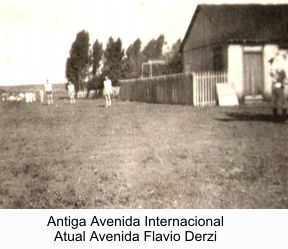 Antiga Avenida Internacional
Atual Avenida Flavio Derzi